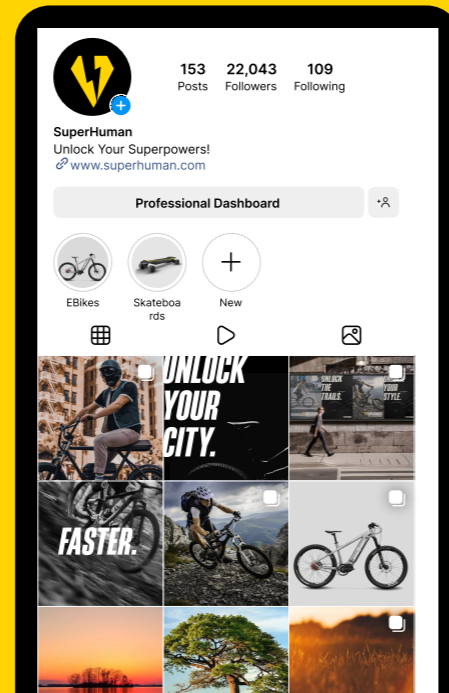 153 22,043 109
Posts Followers Following
SuperHuman
Unlock Your Superpowers!
www.superhuman.com
Professional Dashboard
EBikes Skateboa New
rds
UNLOCK
YOUR
CITY.
UNLOCK
THE
TRAILS.
UNLOCK
YOUR
STYLE.
FASTER.